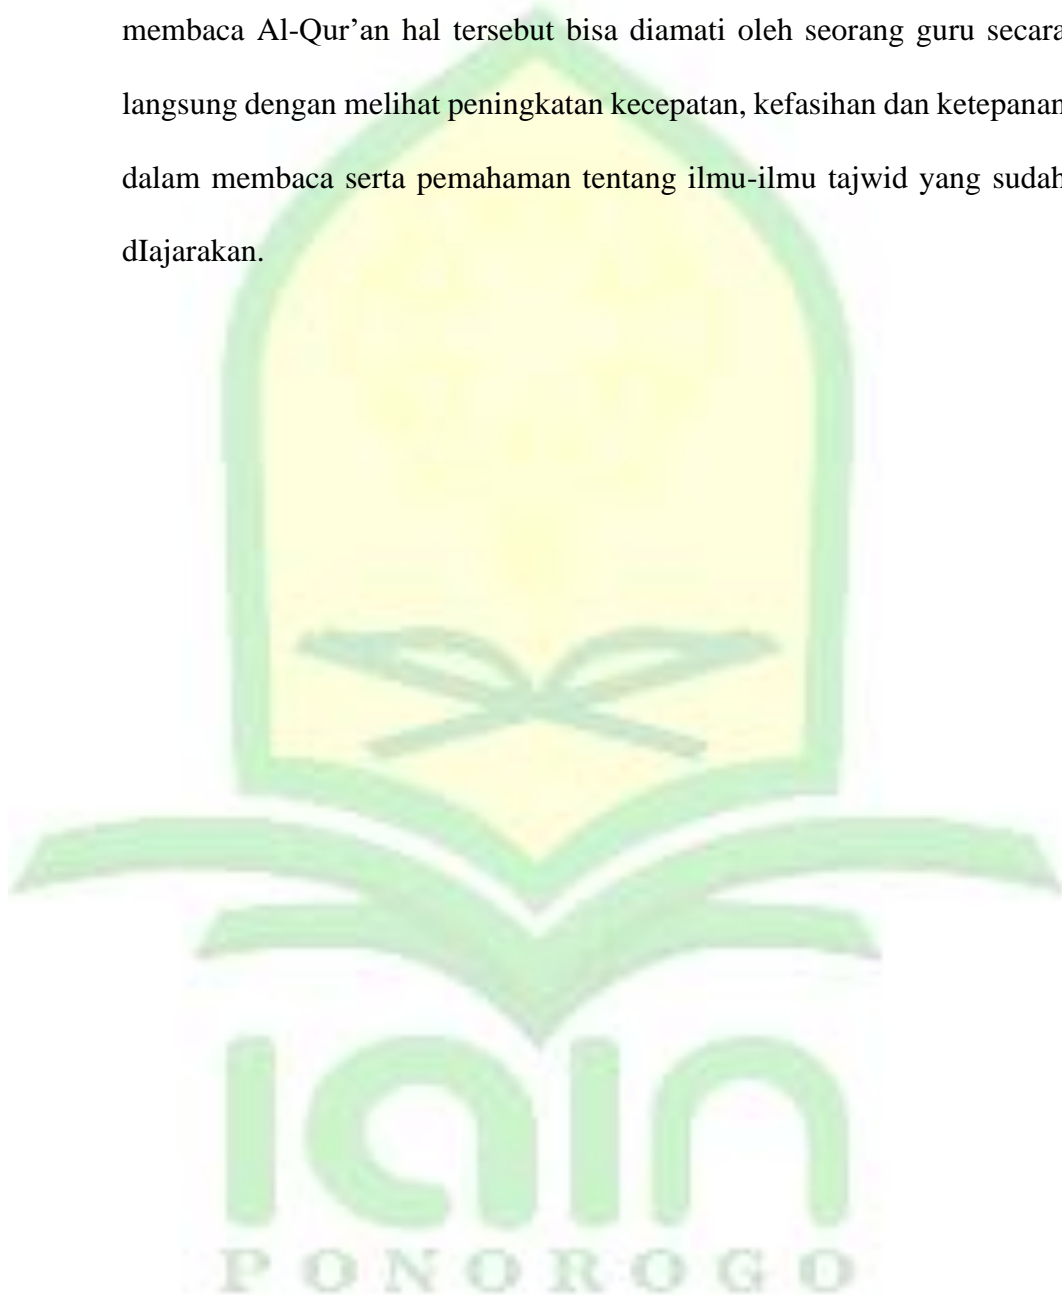 membaca Al-Qur’an hal tersebut bisa diamati oleh seorang guru secara
langsung dengan melihat peningkatan kecepatan, kefasihan dan ketepanan
dalam membaca serta pemahaman tentang ilmu-ilmu tajwid yang sudah
dIajarakan.
iain
PONOROGO